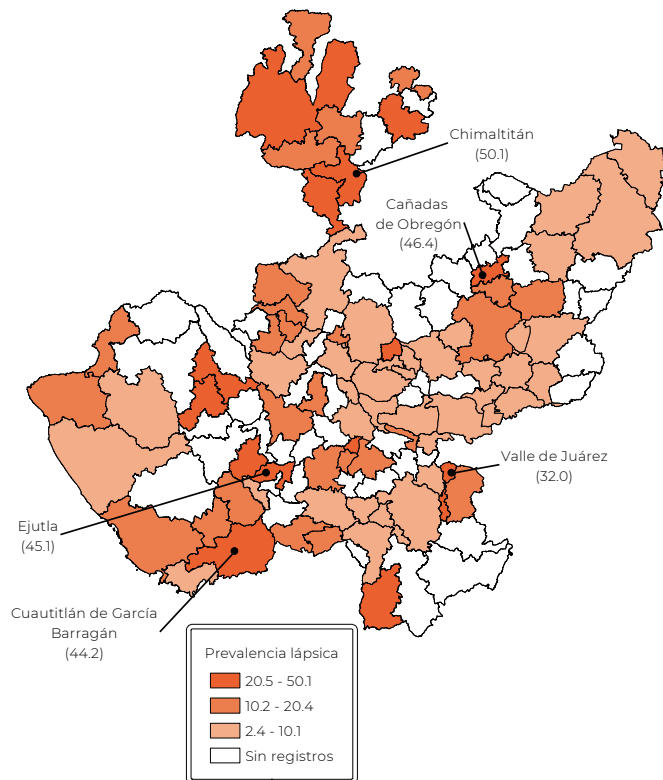 Chimaltitán
(50.1)
Cañadas
de Obregón
(46.4)
Valle de Juárez
(32.0)
Ejutla
(45.1)
Cuautitlán de García
Barragán
(44.2)
Prevalencia lápsica
20.5 - 50.1
10.2 - 20.4
2.4 - 10.1
Sin registros